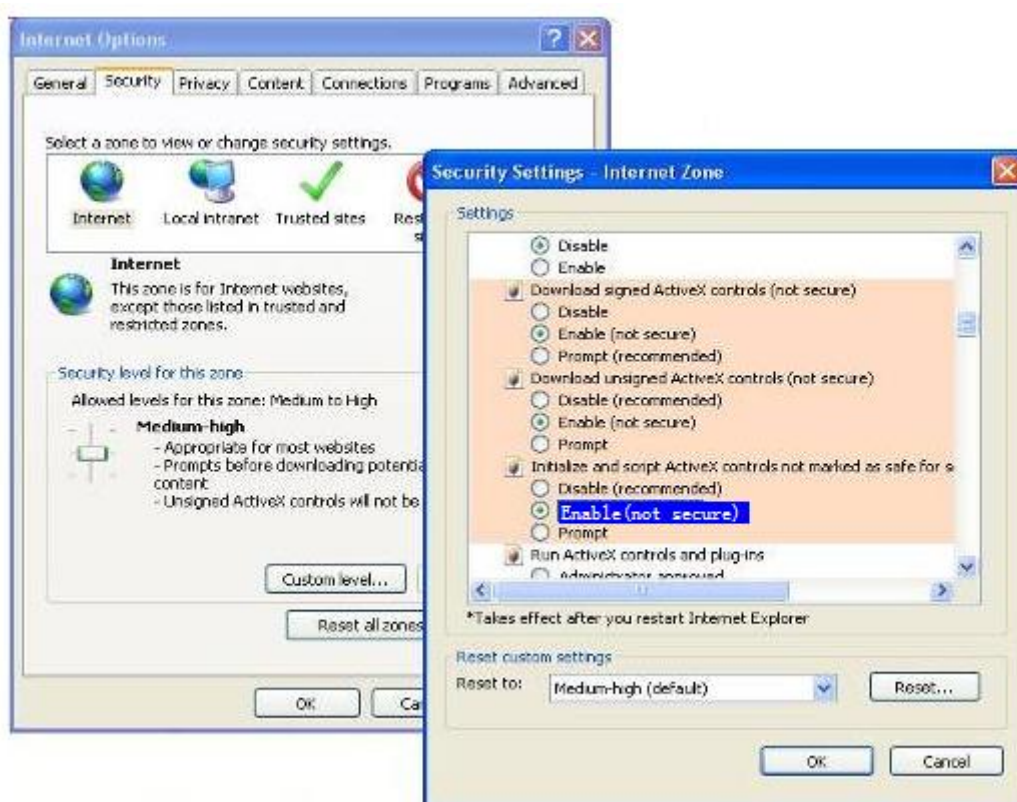 Internet Options
General
Security
Privacy
Content
Connections
Programs
Advanced
Select a zone to view or change security settings.
Internet
Local intranet
Trusted sites
Internet
This zone is for Internet websites,
except those listed in trusted and
restricted zones.
Security level for this zone
Allowed levels for this zone: Medium to High
Medium-high
- Appropriate for most websites
- Prompts before downloading
content
- Unsigned ActiveX controls will not be
Custom level...
Reset all zones
OK
Security Settings - Internet Zone
Settings
Disable
Enable
Download signed ActiveX controls (not secure)
Disable
Enable (not secure)
Prompt (recommended)
Download unsigned ActiveX controls (not secure)
Disable (recommended)
Enable (not secure)
Prompt
Initialize and script ActiveX controls not marked as safe for s
Disable (recommended)
Enable(not secure)
Prompt
Run ActiveX controls and plug-ins
Administrator approved
*Takes effect after you restart Internet Explorer
Reset custom settings
Reset to:
Medium-high (default)
Reset...
OK
Cancel